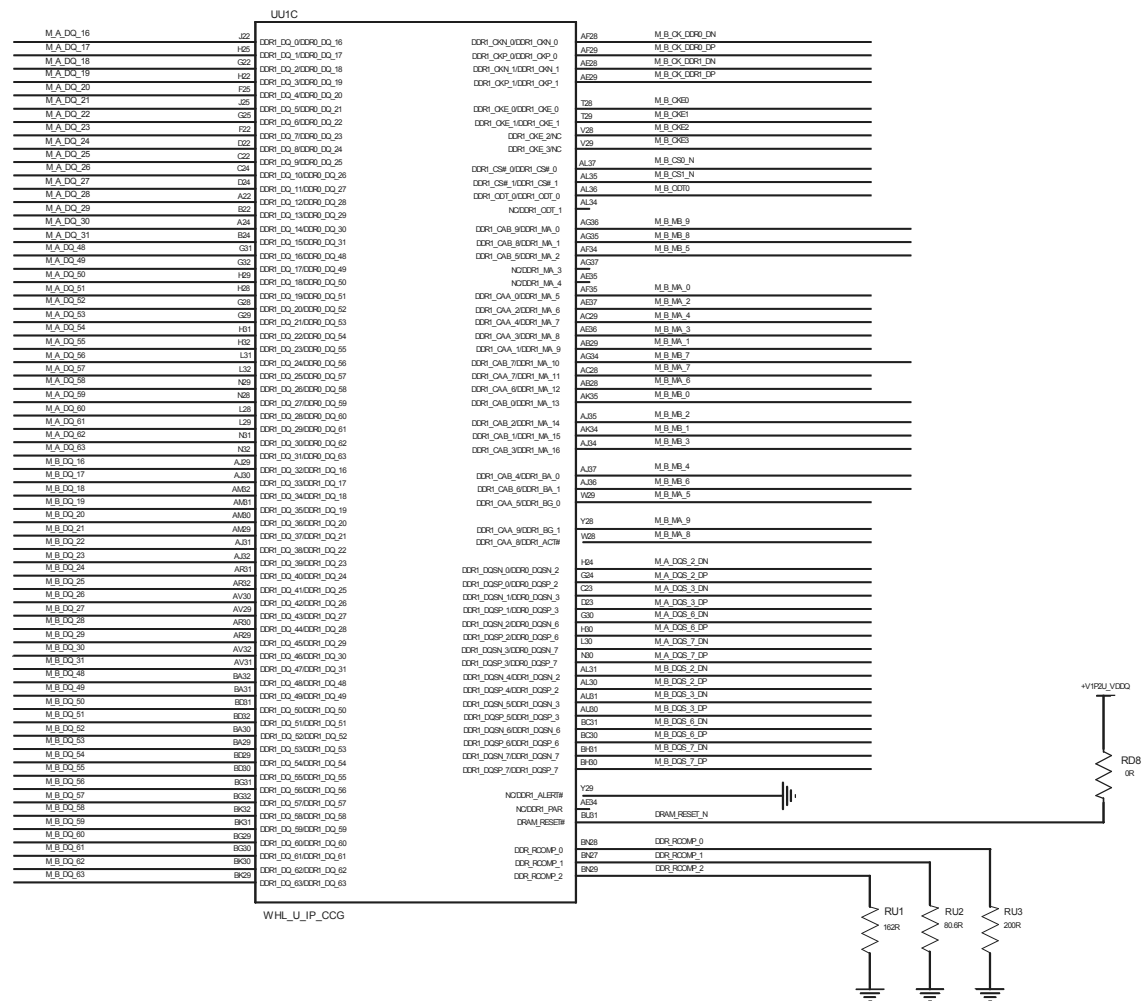 UU1C
M_A_DQ_16 J22 DDR1_DQ_0/DDR0_DQ_16
M_A_DQ_17 H25 DDR1_DQ_1/DDR0_DQ_17
M_A_DQ_18 G22 DDR1_DQ_2/DDR0_DQ_18
M_A_DQ_19 H22 DDR1_DQ_3/DDR0_DQ_19
M_A_DQ_20 F25 DDR1_DQ_4/DDR0_DQ_20
M_A_DQ_21 J25 DDR1_DQ_5/DDR0_DQ_21
M_A_DQ_22 G25 DDR1_DQ_6/DDR0_DQ_22
M_A_DQ_23 F22 DDR1_DQ_7/DDR0_DQ_23
M_A_DQ_24 D22 DDR1_DQ_8/DDR0_DQ_24
M_A_DQ_25 C22 DDR1_DQ_9/DDR0_DQ_25
M_A_DQ_26 C24 DDR1_DQ_10/DDR0_DQ_26
M_A_DQ_27 D24 DDR1_DQ_11/DDR0_DQ_27
M_A_DQ_28 A22 DDR1_DQ_12/DDR0_DQ_28
M_A_DQ_29 B22 DDR1_DQ_13/DDR0_DQ_29
M_A_DQ_30 A24 DDR1_DQ_14/DDR0_DQ_30
M_A_DQ_31 B24 DDR1_DQ_15/DDR0_DQ_31
M_A_DQ_48 G31 DDR1_DQ_16/DDR0_DQ_48
M_A_DQ_49 G32 DDR1_DQ_17/DDR0_DQ_49
M_A_DQ_50 H29 DDR1_DQ_18/DDR0_DQ_50
M_A_DQ_51 H28 DDR1_DQ_19/DDR0_DQ_51
M_A_DQ_52 G28 DDR1_DQ_20/DDR0_DQ_52
M_A_DQ_53 G29 DDR1_DQ_21/DDR0_DQ_53
M_A_DQ_54 H31 DDR1_DQ_22/DDR0_DQ_54
M_A_DQ_55 H32 DDR1_DQ_23/DDR0_DQ_55
M_A_DQ_56 L31 DDR1_DQ_24/DDR0_DQ_56
M_A_DQ_57 L32 DDR1_DQ_25/DDR0_DQ_57
M_A_DQ_58 N29 DDR1_DQ_26/DDR0_DQ_58
M_A_DQ_59 N28 DDR1_DQ_27/DDR0_DQ_59
M_A_DQ_60 L28 DDR1_DQ_28/DDR0_DQ_60
M_A_DQ_61 L29 DDR1_DQ_29/DDR0_DQ_61
M_A_DQ_62 N31 DDR1_DQ_30/DDR0_DQ_62
M_A_DQ_63 N32 DDR1_DQ_31/DDR0_DQ_63
M_B_DQ_16 AJ29 DDR1_DQ_32/DDR1_DQ_16
M_B_DQ_17 AJ30 DDR1_DQ_33/DDR1_DQ_17
M_B_DQ_18 AM32 DDR1_DQ_34/DDR1_DQ_18
M_B_DQ_19 AM31 DDR1_DQ_35/DDR1_DQ_19
M_B_DQ_20 AM30 DDR1_DQ_36/DDR1_DQ_20
M_B_DQ_21 AM29 DDR1_DQ_37/DDR1_DQ_21
M_B_DQ_22 AJ31 DDR1_DQ_38/DDR1_DQ_22
M_B_DQ_23 AJ32 DDR1_DQ_39/DDR1_DQ_23
M_B_DQ_24 AR31 DDR1_DQ_40/DDR1_DQ_24
M_B_DQ_25 AR32 DDR1_DQ_41/DDR1_DQ_25
M_B_DQ_26 AV30 DDR1_DQ_42/DDR1_DQ_26
M_B_DQ_27 AV29 DDR1_DQ_43/DDR1_DQ_27
M_B_DQ_28 AR30 DDR1_DQ_44/DDR1_DQ_28
M_B_DQ_29 AR29 DDR1_DQ_45/DDR1_DQ_29
M_B_DQ_30 AV32 DDR1_DQ_46/DDR1_DQ_30
M_B_DQ_31 AV31 DDR1_DQ_47/DDR1_DQ_31
M_B_DQ_48 BA32 DDR1_DQ_48/DDR1_DQ_48
M_B_DQ_49 BA31 DDR1_DQ_49/DDR1_DQ_49
M_B_DQ_50 BD31 DDR1_DQ_50/DDR1_DQ_50
M_B_DQ_51 BD32 DDR1_DQ_51/DDR1_DQ_51
M_B_DQ_52 BA30 DDR1_DQ_52/DDR1_DQ_52
M_B_DQ_53 BA29 DDR1_DQ_53/DDR1_DQ_53
M_B_DQ_54 BD29 DDR1_DQ_54/DDR1_DQ_54
M_B_DQ_55 BD30 DDR1_DQ_55/DDR1_DQ_55
M_B_DQ_56 BG31 DDR1_DQ_56/DDR1_DQ_56
M_B_DQ_57 BG32 DDR1_DQ_57/DDR1_DQ_57
M_B_DQ_58 BK32 DDR1_DQ_58/DDR1_DQ_58
M_B_DQ_59 BK31 DDR1_DQ_59/DDR1_DQ_59
M_B_DQ_60 BG29 DDR1_DQ_60/DDR1_DQ_60
M_B_DQ_61 BG30 DDR1_DQ_61/DDR1_DQ_61
M_B_DQ_62 BK30 DDR1_DQ_62/DDR1_DQ_62
M_B_DQ_63 BK29 DDR1_DQ_63/DDR1_DQ_63
DDR1_CKN_0/DDR1_CKN_0 AF28 M_B_CK_DDR0_DN
DDR1_CKP_0/DDR1_CKP_0 AF29 M_B_CK_DDR0_DP
DDR1_CKN_1/DDR1_CKN_1 AE28 M_B_CK_DDR1_DN
DDR1_CKP_1/DDR1_CKP_1 AE29 M_B_CK_DDR1_DP
DDR1_CKE_0/DDR1_CKE_0 T28 M_B_CKE0
DDR1_CKE_1/DDR1_CKE_1 T29 M_B_CKE1
DDR1_CKE_2/NC V28 M_B_CKE2
DDR1_CKE_3/NC V29 M_B_CKE3
DDR1_CS#_0/DDR1_CS#_0 AL37 M_B_CS0_N
DDR1_CS#_1/DDR1_CS#_1 AL35 M_B_CS1_N
DDR1_ODT_0/DDR1_ODT_0 AL36 M_B_ODT0
NC/DDR1_ODT_1 AL34
DDR1_CAB_9/DDR1_MA_0 AG36 M_B_MB_9
DDR1_CAB_8/DDR1_MA_1 AG35 M_B_MB_8
DDR1_CAB_5/DDR1_MA_2 AF34 M_B_MB_5
NC/DDR1_MA_3 AG37
NC/DDR1_MA_4 AE35
DDR1_CAA_0/DDR1_MA_5 AF35 M_B_MA_0
DDR1_CAA_2/DDR1_MA_6 AE37 M_B_MA_2
DDR1_CAA_4/DDR1_MA_7 AC29 M_B_MA_4
DDR1_CAA_3/DDR1_MA_8 AE36 M_B_MA_3
DDR1_CAA_1/DDR1_MA_9 AB29 M_B_MA_1
DDR1_CAB_7/DDR1_MA_10 AG34 M_B_MB_7
DDR1_CAA_7/DDR1_MA_11 AC28 M_B_MA_7
DDR1_CAA_6/DDR1_MA_12 AB28 M_B_MA_6
DDR1_CAB_0/DDR1_MA_13 AK35 M_B_MB_0
DDR1_CAB_2/DDR1_MA_14 AJ35 M_B_MB_2
DDR1_CAB_1/DDR1_MA_15 AK34 M_B_MB_1
DDR1_CAB_3/DDR1_MA_16 AJ34 M_B_MB_3
DDR1_CAB_4/DDR1_BA_0 AJ37 M_B_MB_4
DDR1_CAB_6/DDR1_BA_1 AJ36 M_B_MB_6
DDR1_CAA_5/DDR1_BG_0 W29 M_B_MA_5
DDR1_CAA_9/DDR1_BG_1 Y28 M_B_MA_9
DDR1_CAA_8/DDR1_ACT# W28 M_B_MA_8
DDR1_DQSN_0/DDR0_DQSN_2 H24 M_A_DQS_2_DN
DDR1_DQSP_0/DDR0_DQSP_2 G24 M_A_DQS_2_DP
DDR1_DQSN_1/DDR0_DQSN_3 C23 M_A_DQS_3_DN
DDR1_DQSP_1/DDR0_DQSP_3 D23 M_A_DQS_3_DP
DDR1_DQSN_2/DDR0_DQSN_6 G30 M_A_DQS_6_DN
DDR1_DQSP_2/DDR0_DQSP_6 H30 M_A_DQS_6_DP
DDR1_DQSN_3/DDR0_DQSN_7 L30 M_A_DQS_7_DN
DDR1_DQSP_3/DDR0_DQSP_7 N30 M_A_DQS_7_DP
DDR1_DQSN_4/DDR1_DQSN_2 AL31 M_B_DQS_2_DN
DDR1_DQSP_4/DDR1_DQSP_2 AL30 M_B_DQS_2_DP
DDR1_DQSN_5/DDR1_DQSN_3 AU31 M_B_DQS_3_DN
DDR1_DQSP_5/DDR1_DQSP_3 AU30 M_B_DQS_3_DP
DDR1_DQSN_6/DDR1_DQSN_6 BC31 M_B_DQS_6_DN
DDR1_DQSP_6/DDR1_DQSP_6 BC30 M_B_DQS_6_DP
DDR1_DQSN_7/DDR1_DQSN_7 BH31 M_B_DQS_7_DN
DDR1_DQSP_7/DDR1_DQSP_7 BH30 M_B_DQS_7_DP
NC/DDR1_ALERT# Y29
NC/DDR1_PAR AE34
DRAM_RESET# BU31 DRAM_RESET_N
DDR_RCOMP_0 BN28 DDR_RCOMP_0
DDR_RCOMP_1 BN27 DDR_RCOMP_1
DDR_RCOMP_2 BN29 DDR_RCOMP_2
+V1P2U_VDDQ
RD8
0R
RU1
162R
RU2
80.6R
RU3
200R
WHL_U_IP_CCG